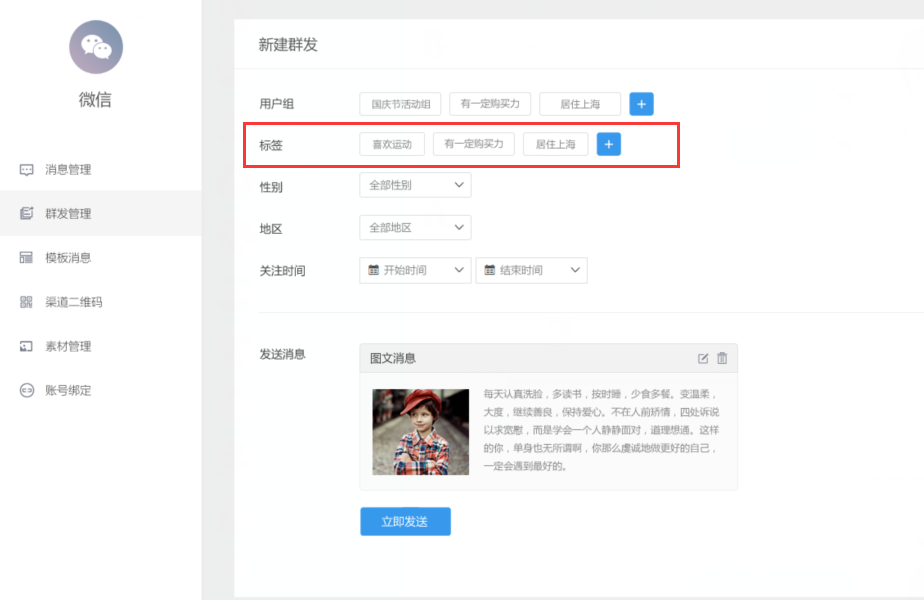 微信
消息管理
群发管理
模板消息
渠道二维码
素材管理
账号绑定
新建群发
用户组 国庆节活动组 有一定购买力 居住上海 +
标签 喜欢运动 有一定购买力 居住上海 +
性别 全部性别
地区 全部地区
关注时间 开始时间 结束时间
发送消息 图文消息
每天认真洗脸，多读书，按时睡，少食多餐。变温柔，
大度，继续善良，保持爱心。不在人前矫情，四处诉说
以求宽慰，而是学会一个人静静面对，道理想通。这样
的你，单身也无所谓啊，你那么虔诚地做更好的自己，
一定会遇到最好的。
立即发送